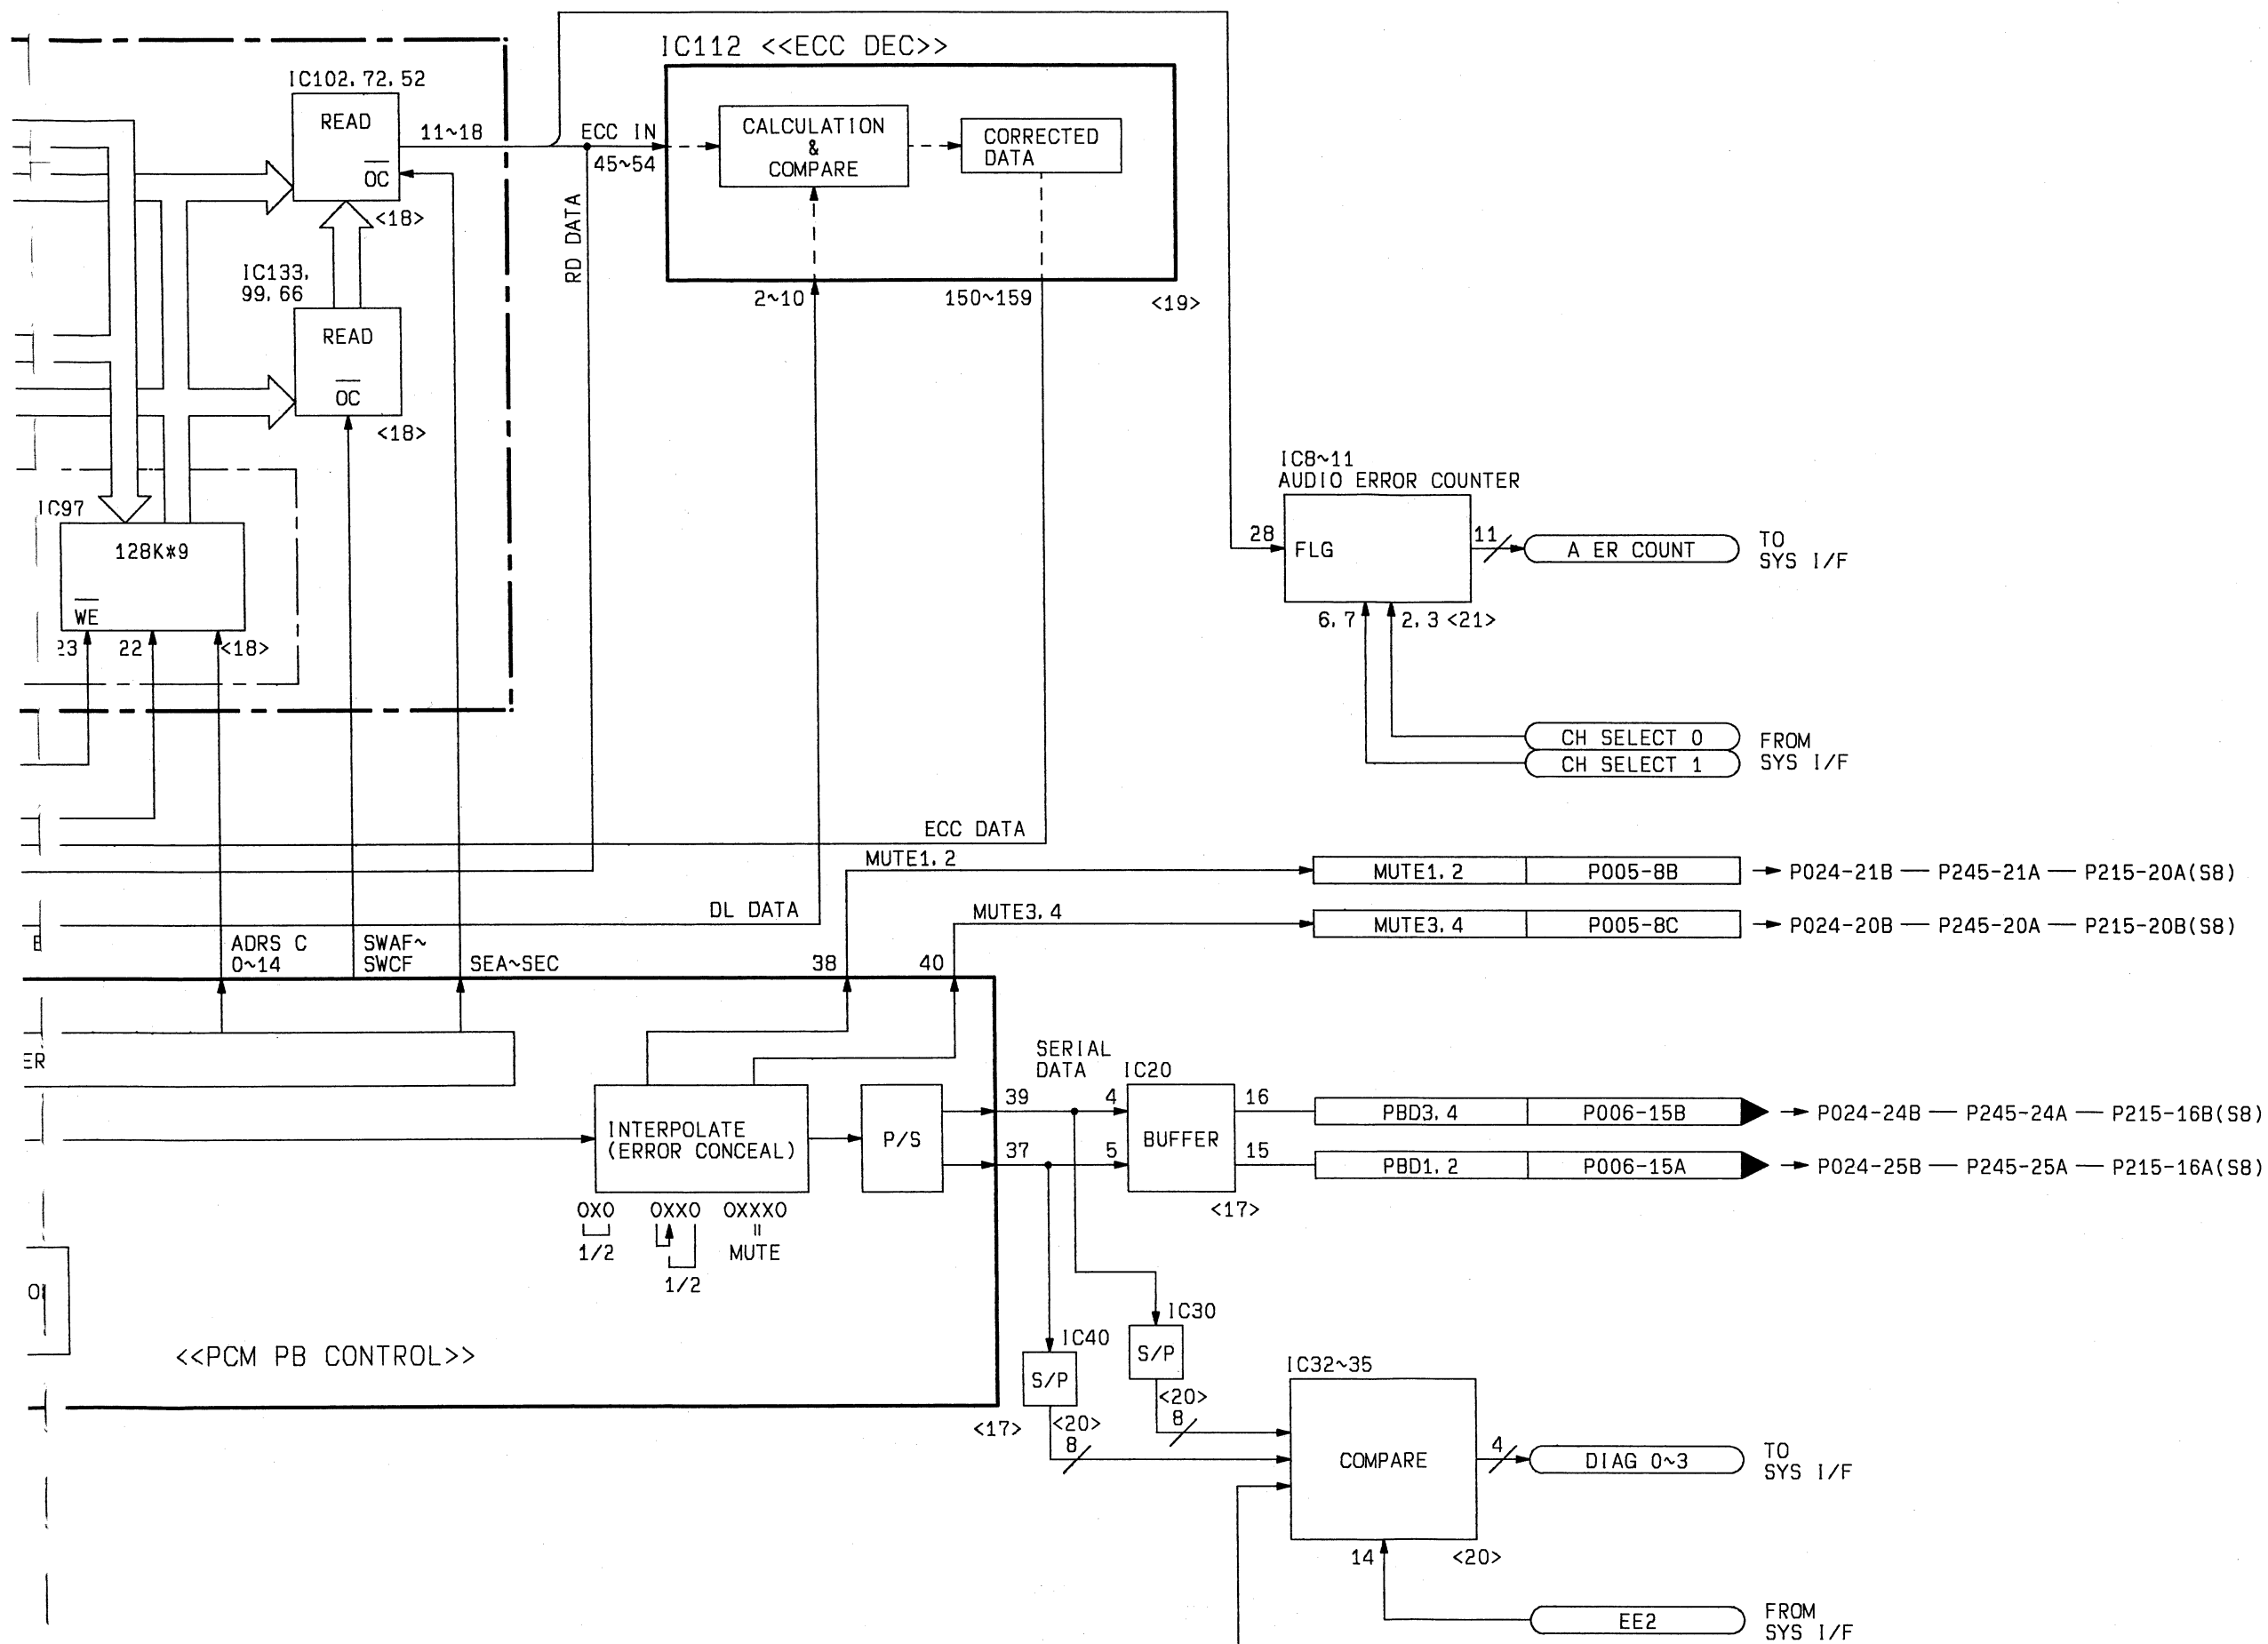 IC112 <<ECC DEC>>
IC102,72,52
READ
OC
<18>
11~18
ECC IN
45~54
RD DATA
CALCULATION
&
COMPARE
CORRECTED
DATA
2~10
150~159
<19>
IC133,
99,66
READ
OC
<18>
IC97
128K*9
WE
23
22
<18>
IC8~11
AUDIO ERROR COUNTER
28
FLG
11
A ER COUNT
TO
SYS I/F
6,7
2,3 <21>
CH SELECT 0
CH SELECT 1
FROM
SYS I/F
ECC DATA
MUTE1,2
MUTE1,2
P005-8B
P024-21B — P245-21A — P215-20A(S8)
DL DATA
MUTE3,4
MUTE3,4
P005-8C
P024-20B — P245-20A — P215-20B(S8)
ADRS C
0~14
SWAF~
SWCF
SEA~SEC
38
40
ER
INTERPOLATE
(ERROR CONCEAL)
P/S
SERIAL
DATA
39
37
IC20
4
5
BUFFER
16
15
<17>
PBD3,4
P006-15B
P024-24B — P245-24A — P215-16B(S8)
PBD1,2
P006-15A
P024-25B — P245-25A — P215-16A(S8)
OXO
1/2
OXXO
1/2
OXXXO
=
MUTE
<<PCM PB CONTROL>>
<17>
IC40
S/P
<20>
8
IC30
S/P
<20>
8
IC32~35
COMPARE
4
DIAG 0~3
TO
SYS I/F
14
<20>
EE2
FROM
SYS I/F